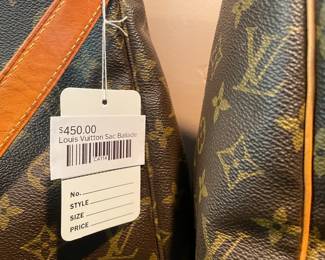 $450.00
Louis Vuitton Sac Balade
No.
STYLE
SIZE
PRICE